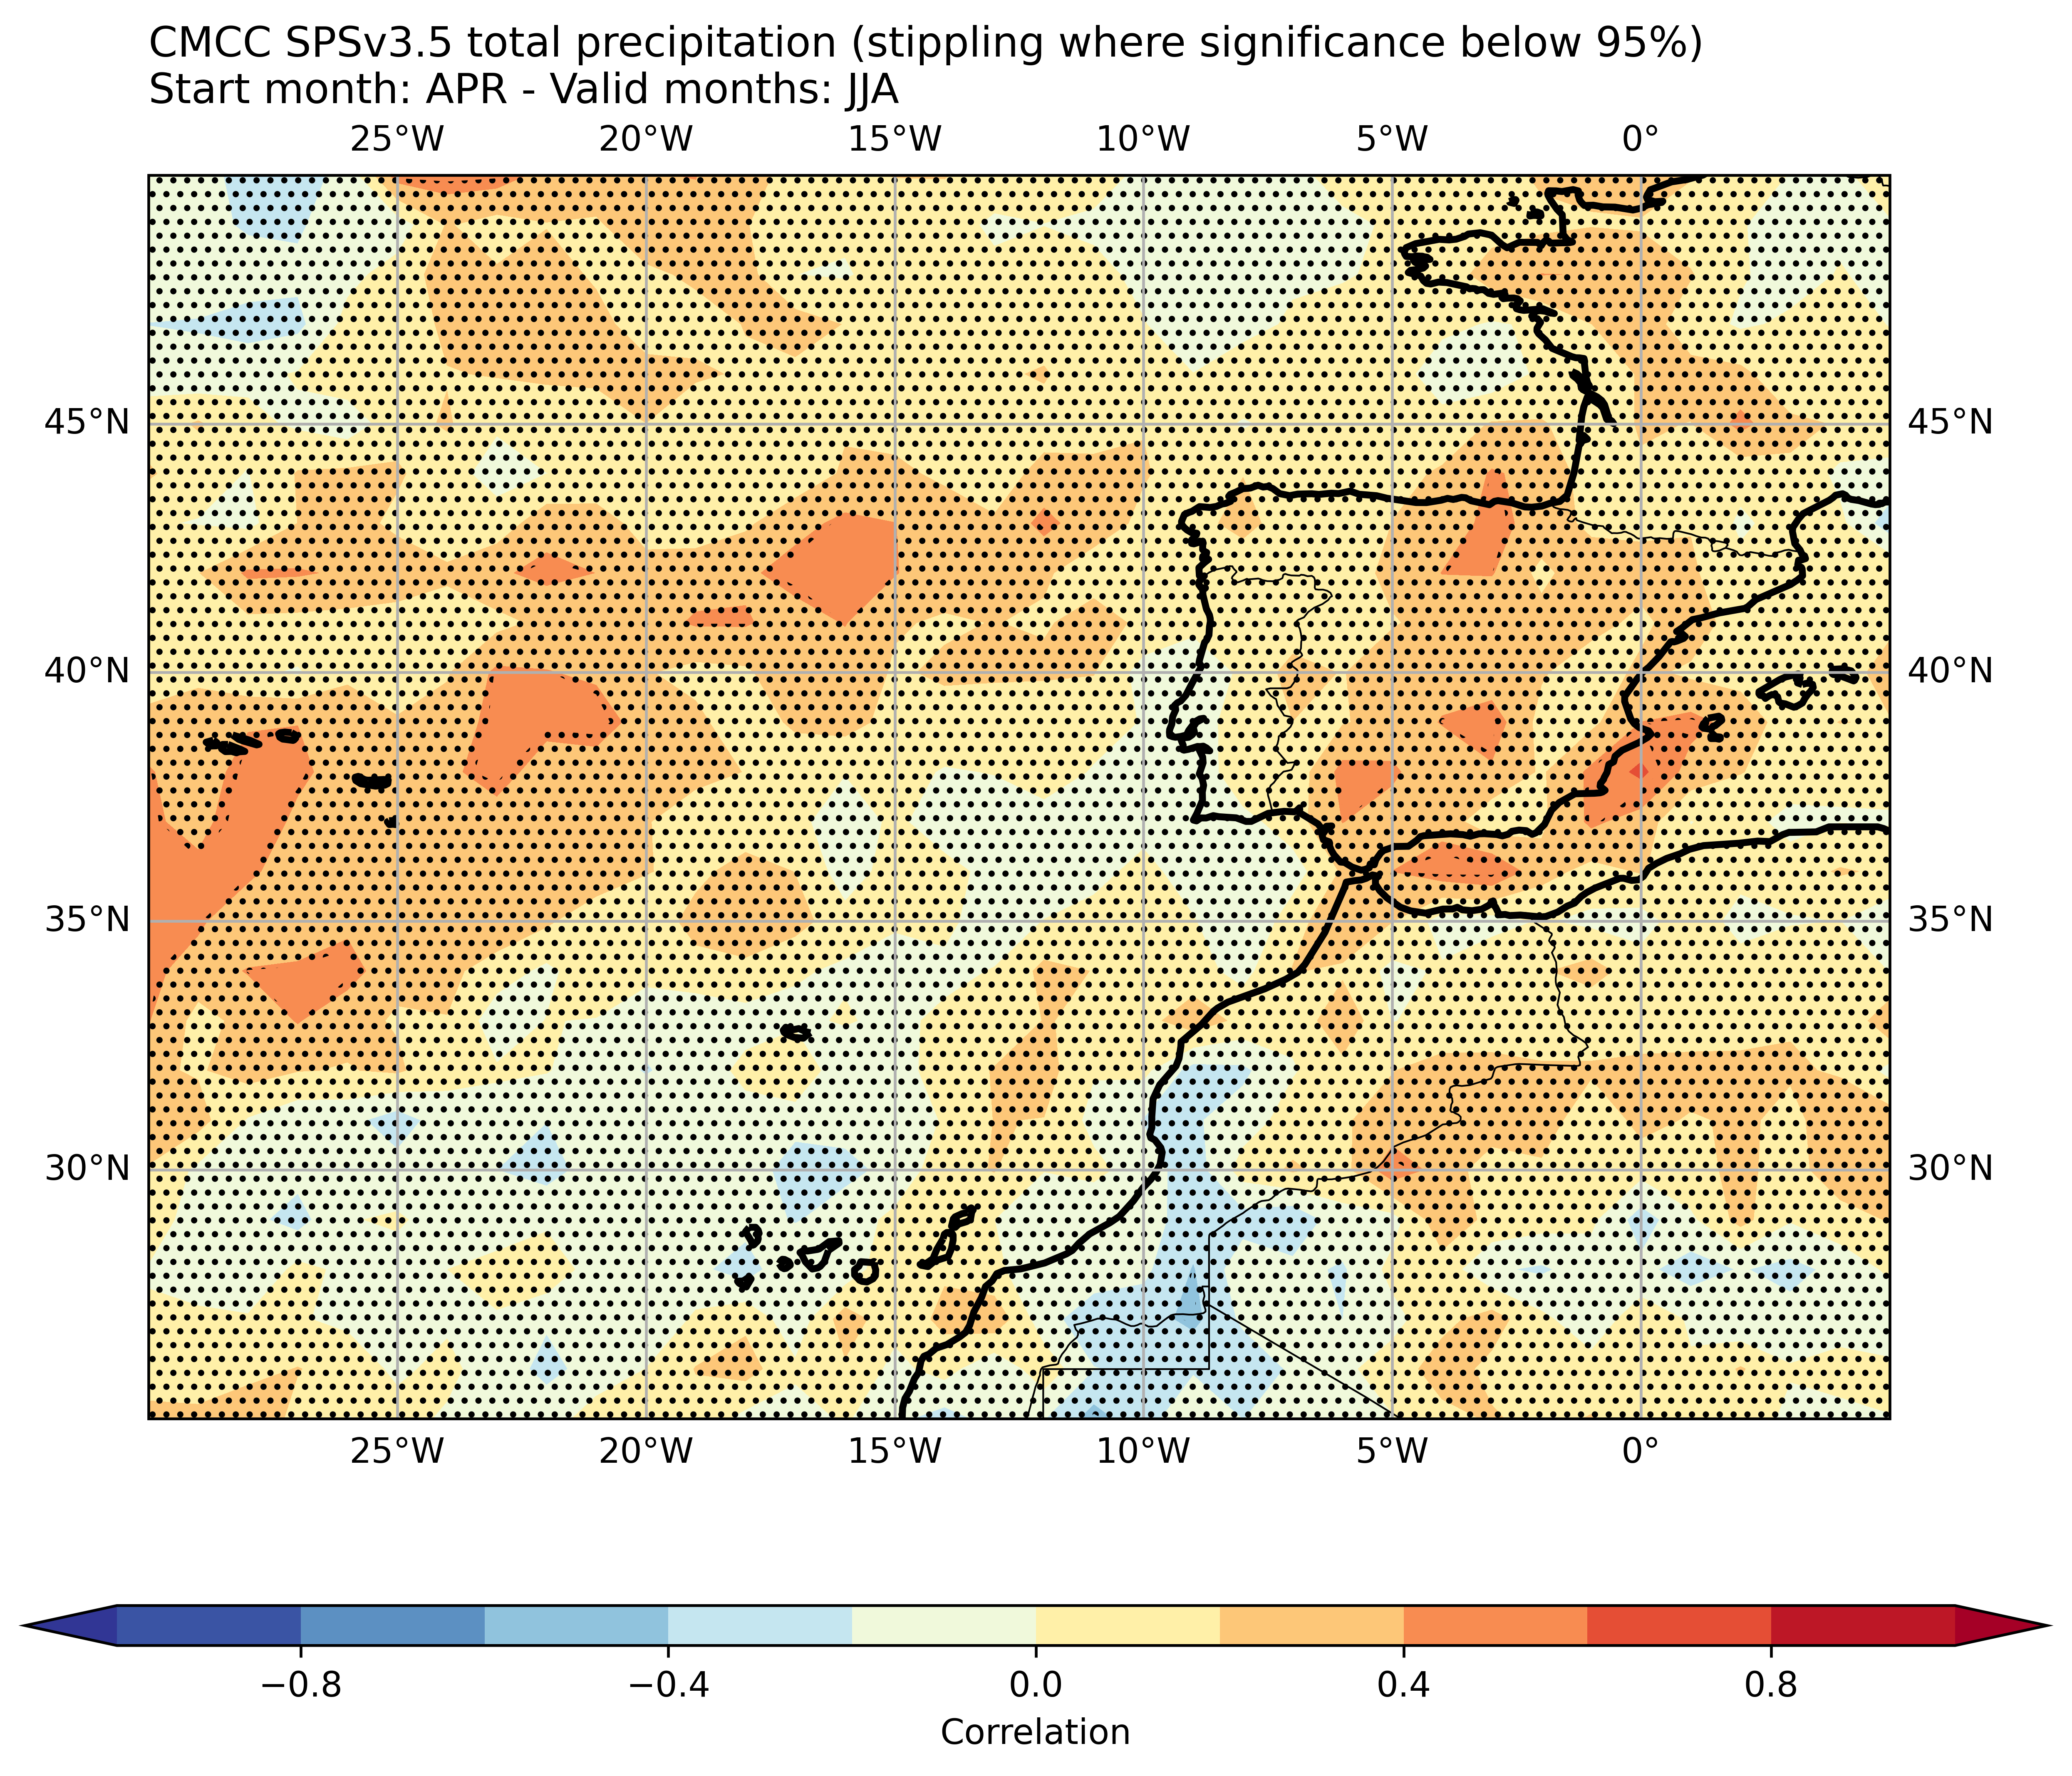 CMCC SPSv3.5 total precipitation (stippling where significance below 95%)
Start month: APR - Valid months: JJA
25°W 20°W 15°W 10°W 5°W 0°
45°N 45°N
40°N 40°N
35°N 35°N
30°N 30°N
25°W 20°W 15°W 10°W 5°W 0°
−0.8 −0.4 0.0 0.4 0.8
Correlation